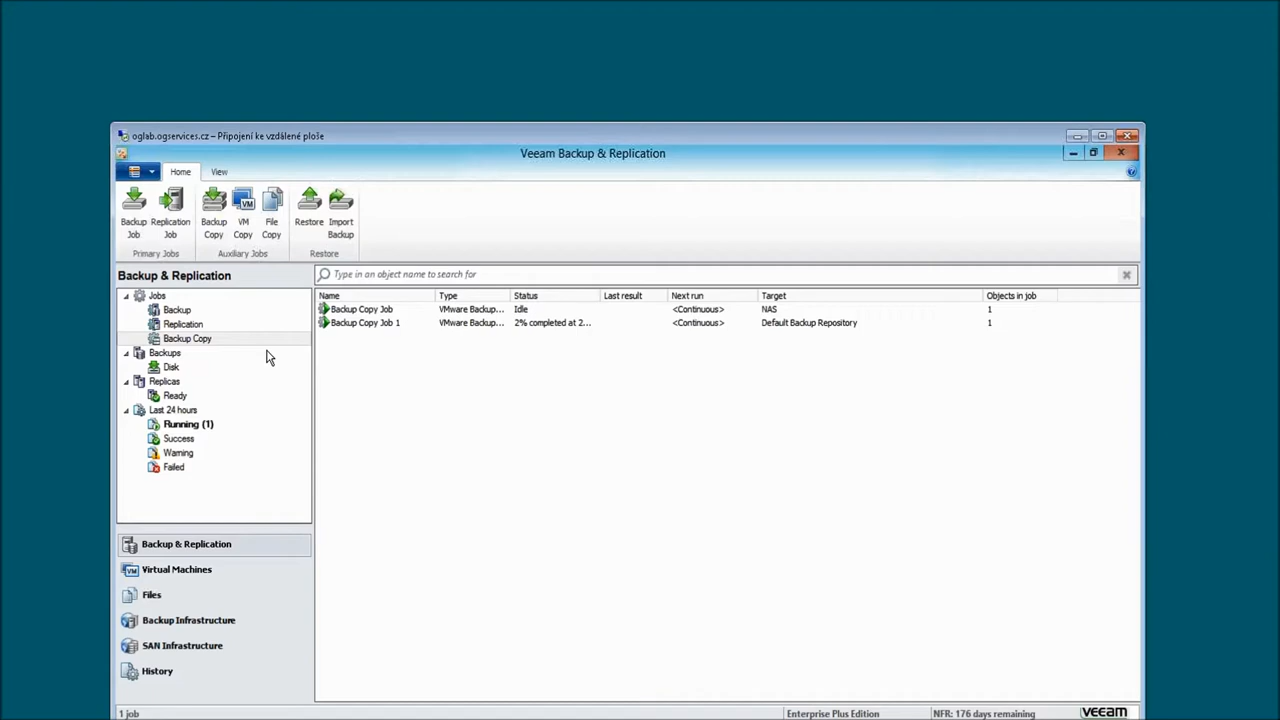 oglab.ogservices.cz – Připojení ke vzdálené ploše
Veeam Backup & Replication
Home View
Backup Job
Replication Job
Backup Copy
VM Copy
File Copy
Restore
Import Backup
Primary Jobs
Auxiliary Jobs
Restore
Backup & Replication
Type in an object name to search for
Jobs
Backup
Replication
Backup Copy
Backups
Disk
Replicas
Ready
Last 24 hours
Running (1)
Success
Warning
Failed
Name Type Status Last result Next run Target Objects in job
Backup Copy Job VMware Backup... Idle <Continuous> NAS 1
Backup Copy Job 1 VMware Backup... 2% completed at 2... <Continuous> Default Backup Repository 1
Backup & Replication
Virtual Machines
VM
Files
Backup Infrastructure
SAN Infrastructure
History
1 job
Enterprise Plus Edition
NFR: 176 days remaining
veeam